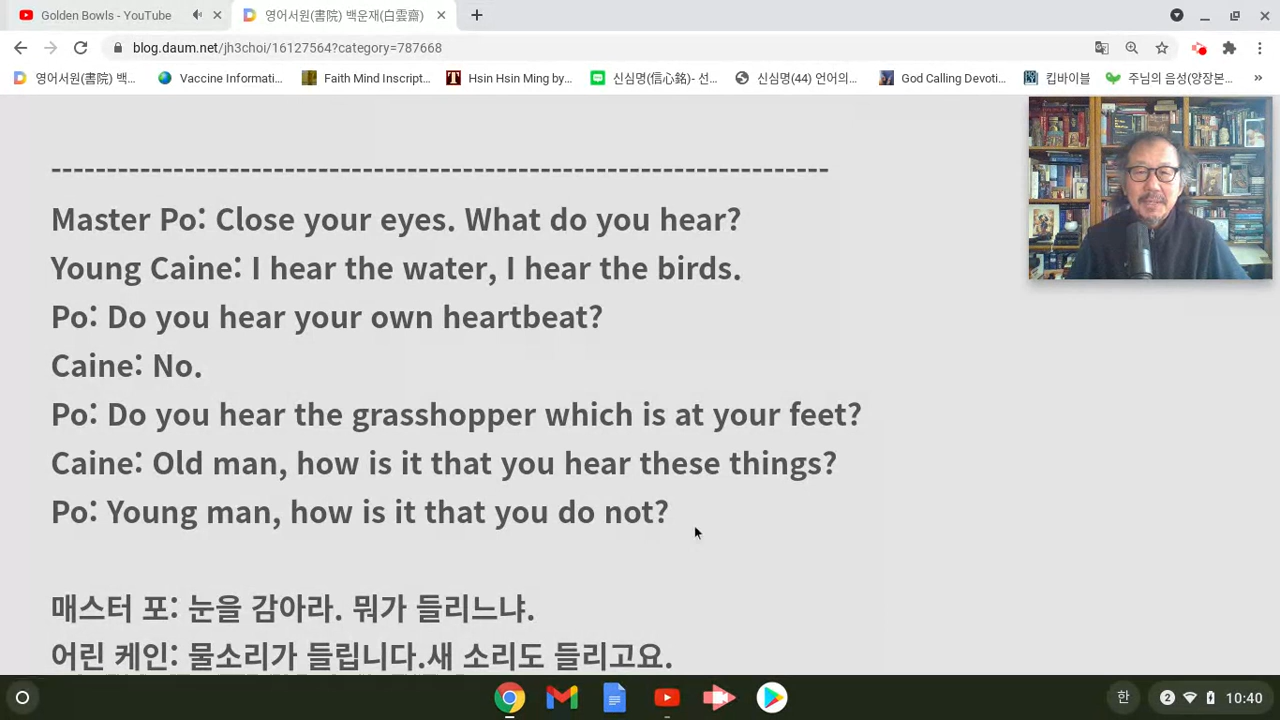 Golden Bowls - YouTube
영어서원(書院) 백운재(白雲齋)
blog.daum.net/jh3choi/16127564?category=787668
영어서원(書院) 백...
Vaccine Informati...
Faith Mind Inscript...
Hsin Hsin Ming by...
신심명(信心銘)- 선...
신심명(44) 언어의...
God Calling Devoti...
킵바이블
주님의 음성(양장본...
»
--------------------------------------------------------------------
Master Po: Close your eyes. What do you hear?
Young Caine: I hear the water, I hear the birds.
Po: Do you hear your own heartbeat?
Caine: No.
Po: Do you hear the grasshopper which is at your feet?
Caine: Old man, how is it that you hear these things?
Po: Young man, how is it that you do not?
매스터 포: 눈을 감아라. 뭐가 들리느냐.
어린 케인: 물소리가 들립니다.새 소리도 들리고요.
한
2
10:40